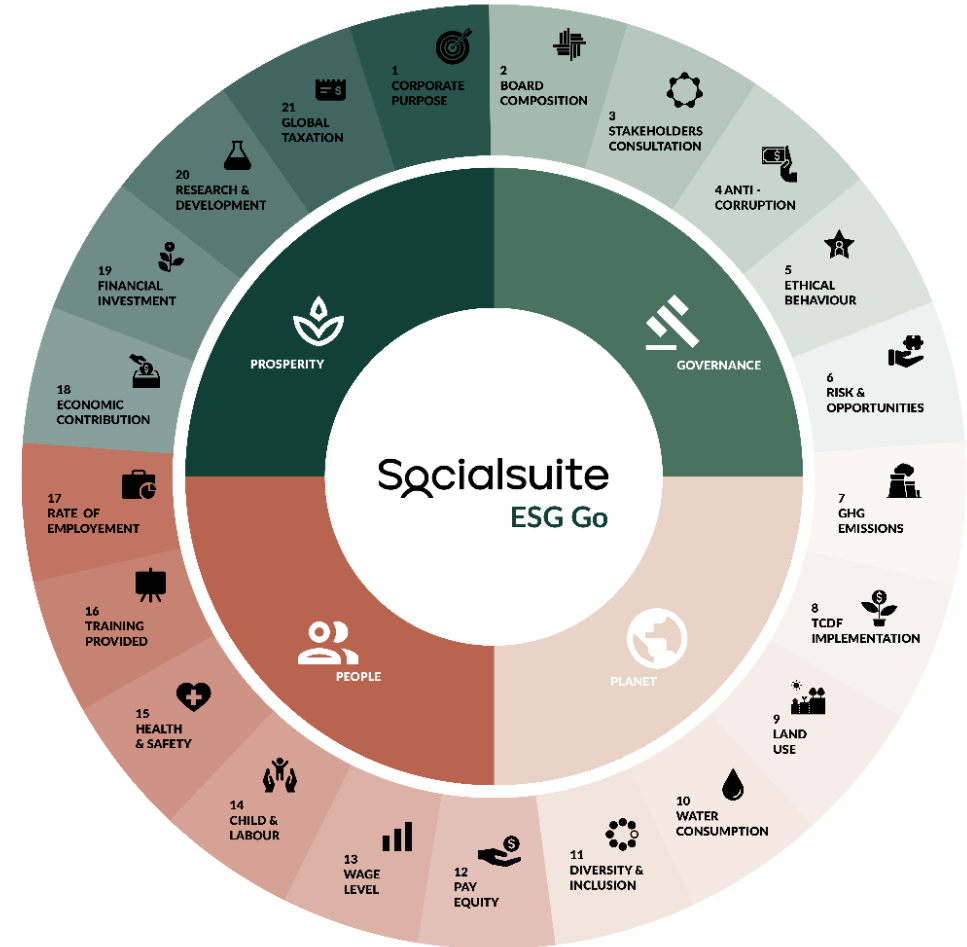 1
CORPORATE
PURPOSE
2
BOARD
COMPOSITION
3
STAKEHOLDERS
CONSULTATION
4 ANTI -
CORRUPTION
5
ETHICAL
BEHAVIOUR
6
RISK &
OPPORTUNITIES
7
GHG
EMISSIONS
8
TCDF
IMPLEMENTATION
9
LAND
USE
10
WATER
CONSUMPTION
11
DIVERSITY &
INCLUSION
12
PAY
EQUITY
13
WAGE
LEVEL
14
CHILD &
LABOUR
15
HEALTH
& SAFETY
16
TRAINING
PROVIDED
17
RATE OF
EMPLOYEMENT
18
ECONOMIC
CONTRIBUTION
19
FINANCIAL
INVESTMENT
20
RESEARCH &
DEVELOPMENT
21
GLOBAL
TAXATION
PROSPERITY
GOVERNANCE
PEOPLE
PLANET
Socialsuite
ESG Go